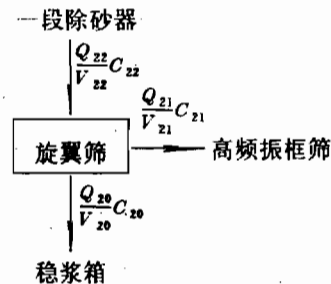 一段除砂器
Q₂₂/V₂₂ C₂₂
Q₂₁/V₂₁ C₂₁
旋翼筛
高频振框筛
Q₂₀/V₂₀ C₂₀
稳浆箱